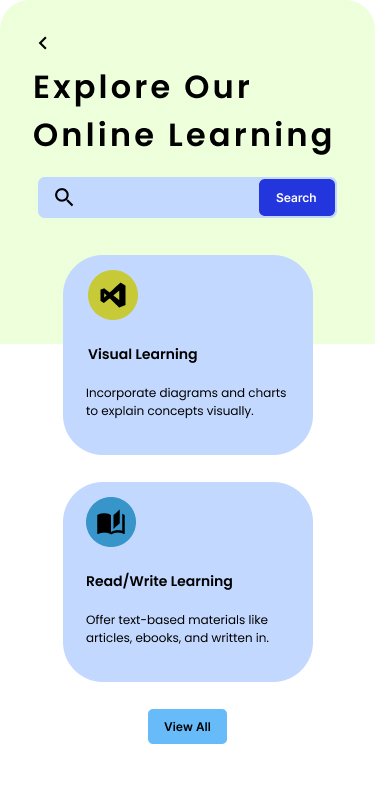 Explore Our
Online Learning
Search
Visual Learning
Incorporate diagrams and charts
to explain concepts visually.
Read/Write Learning
Offer text-based materials like
articles, ebooks, and written in.
View All